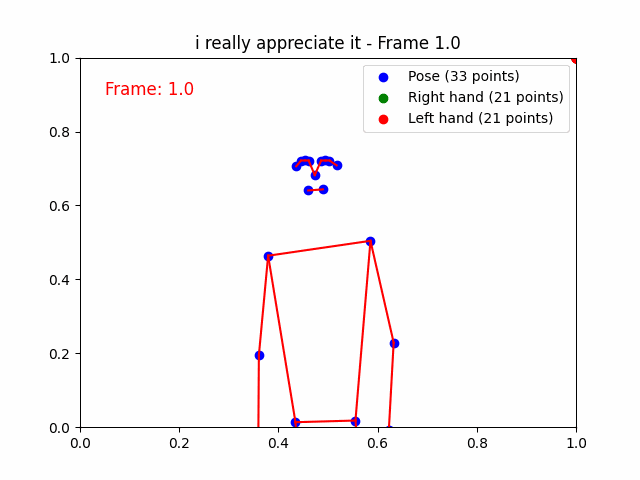 i really appreciate it - Frame 1.0
Frame: 1.0
Pose (33 points)
Right hand (21 points)
Left hand (21 points)
1.0
0.8
0.6
0.4
0.2
0.0
0.0 0.2 0.4 0.6 0.8 1.0